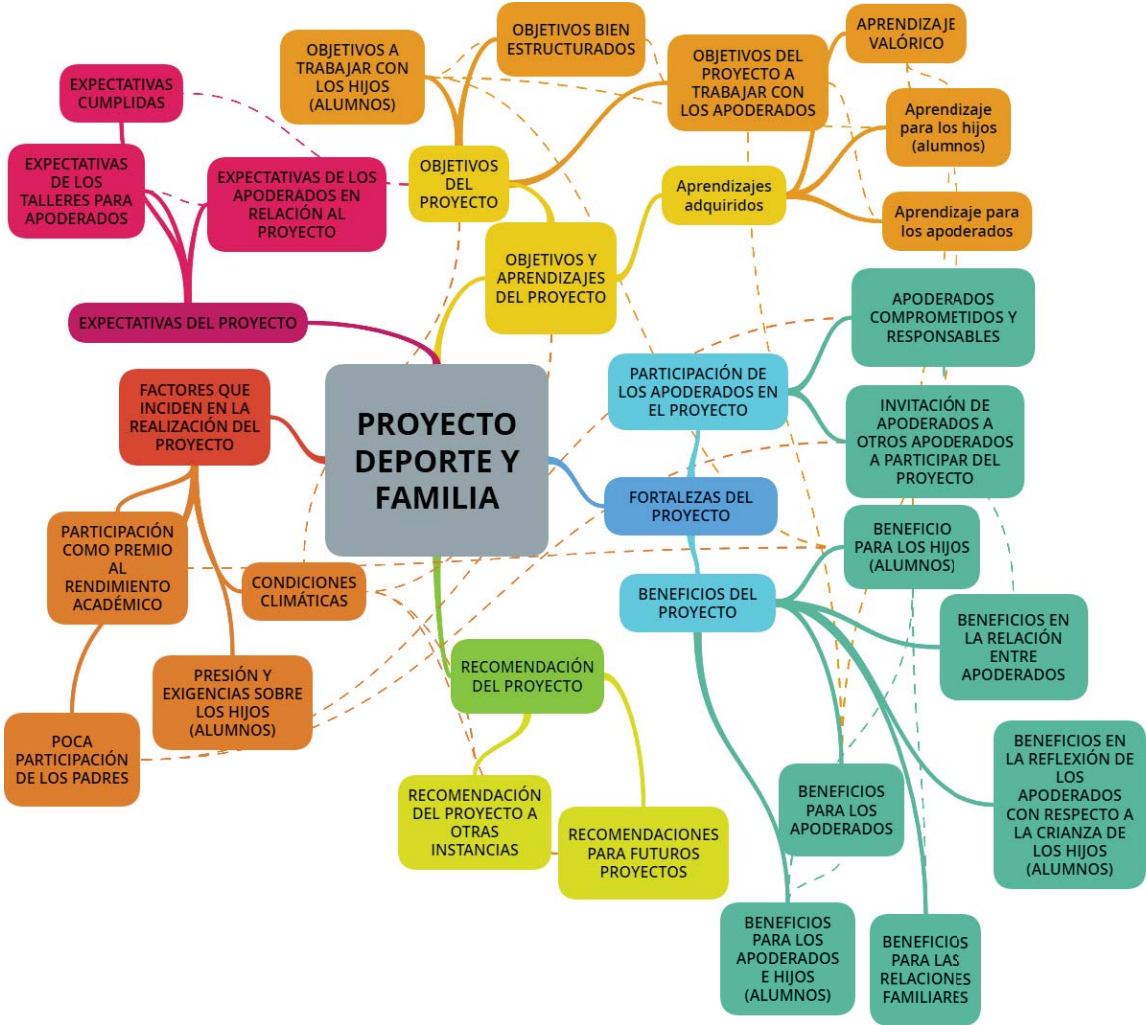 OBJETIVOS A
TRABAJAR CON
LOS HIJOS
(ALUMNOS)
OBJETIVOS BIEN
ESTRUCTURADOS
OBJETIVOS DEL
PROYECTO A
TRABAJAR CON
LOS APODERADOS
APRENDIZAJE
VALÓRICO
Aprendizaje
para los hijos
(alumnos)
Aprendizaje para
los apoderados
EXPECTATIVAS
CUMPLIDAS
EXPECTATIVAS
DE LOS
TALLERES PARA
APODERADOS
EXPECTATIVAS DE LOS
APODERADOS EN
RELACIÓN AL
PROYECTO
EXPECTATIVAS DEL PROYECTO
OBJETIVOS
DEL
PROYECTO
Aprendizajes
adquiridos
OBJETIVOS Y
APRENDIZAJES
DEL PROYECTO
PROYECTO
DEPORTE Y
FAMILIA
FACTORES QUE
INCIDEN EN LA
REALIZACIÓN DEL
PROYECTO
PARTICIPACIÓN
COMO PREMIO
AL
RENDIMIENTO
ACADÉMICO
CONDICIONES
CLIMÁTICAS
PRESIÓN Y
EXIGENCIAS SOBRE
LOS HIJOS
(ALUMNOS)
POCA
PARTICIPACIÓN
DE LOS PADRES
PARTICIPACIÓN DE
LOS APODERADOS EN
EL PROYECTO
APODERADOS
COMPROMETIDOS Y
RESPONSABLES
INVITACIÓN DE
APODERADOS A
OTROS APODERADOS
A PARTICIPAR DEL
PROYECTO
FORTALEZAS DEL
PROYECTO
BENEFICIOS DEL
PROYECTO
BENEFICIO
PARA LOS HIJOS
(ALUMNOS)
BENEFICIOS EN
LA RELACIÓN
ENTRE
APODERADOS
BENEFICIOS EN
LA REFLEXIÓN DE
LOS
APODERADOS
CON RESPECTO A
LA CRIANZA DE
LOS HIJOS
(ALUMNOS)
BENEFICIOS
PARA LOS
APODERADOS
BENEFICIOS
PARA LOS
APODERADOS
E HIJOS
(ALUMNOS)
BENEFICIOS
PARA LAS
RELACIONES
FAMILIARES
RECOMENDACIÓN
DEL PROYECTO
RECOMENDACIÓN
DEL PROYECTO A
OTRAS
INSTANCIAS
RECOMENDACIONES
PARA FUTUROS
PROYECTOS